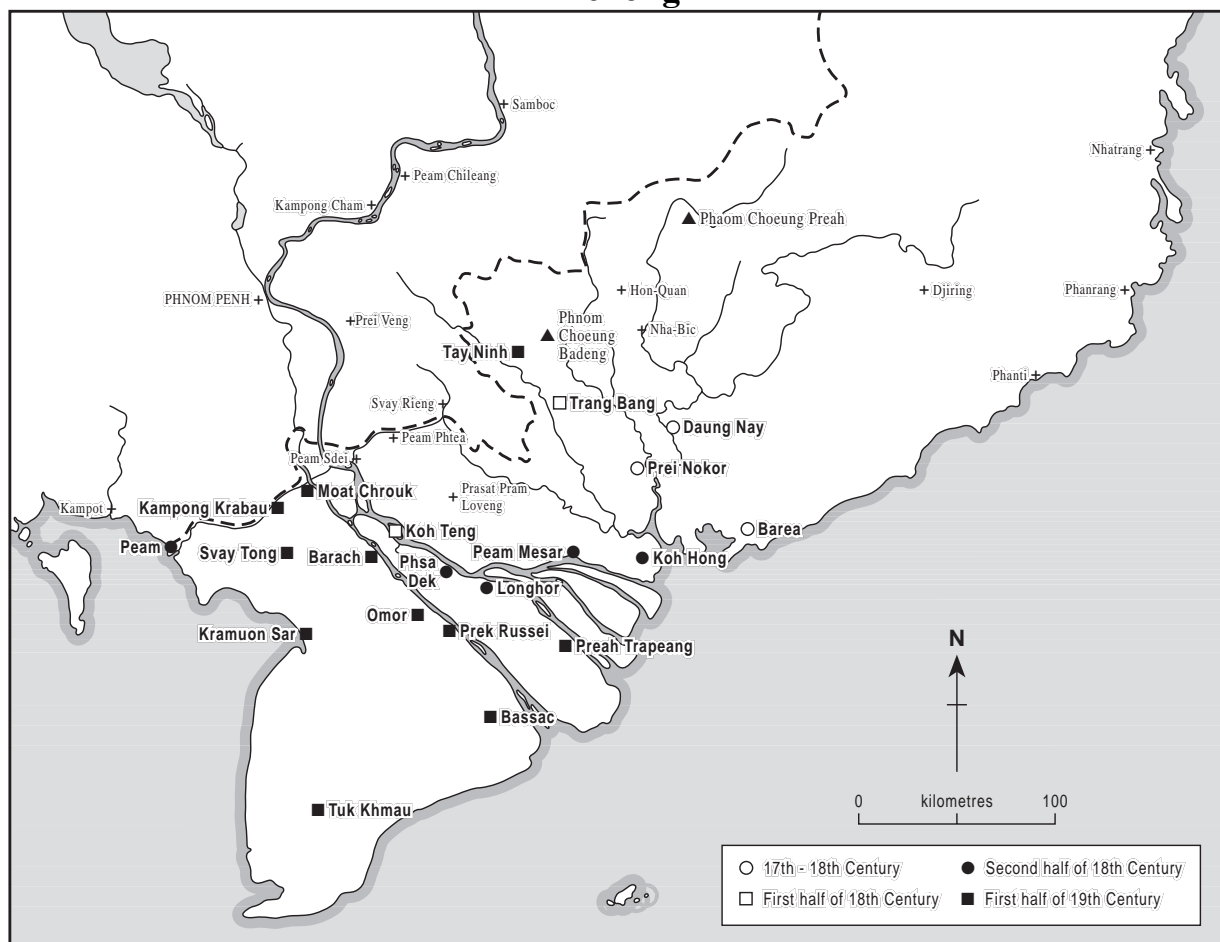 Samboc
Nhatrang
Peam Chileang
Kampong Cham
Phaom Choeung Preah
PHNOM PENH
Hon-Quan
Djiring
Phanrang
Prei Veng
Phnom
Choeung
Badeng
Nha-Bic
Tay Ninh
Phanti
Svay Rieng
Trang Bang
Daung Nay
Peam Phtea
Peam Sdei
Prei Nokor
Moat Chrouk
Prasat Pram
Loveng
Kampot
Kampong Krabau
Koh Teng
Barea
Peam
Svay Tong
Barach
Phsa
Dek
Peam Mesar
Koh Hong
Longhor
Omor
Prek Russei
Kramuon Sar
Preah Trapeang
N
Bassac
Tuk Khmau
0 kilometres 100
17th - 18th Century
Second half of 18th Century
First half of 18th Century
First half of 19th Century